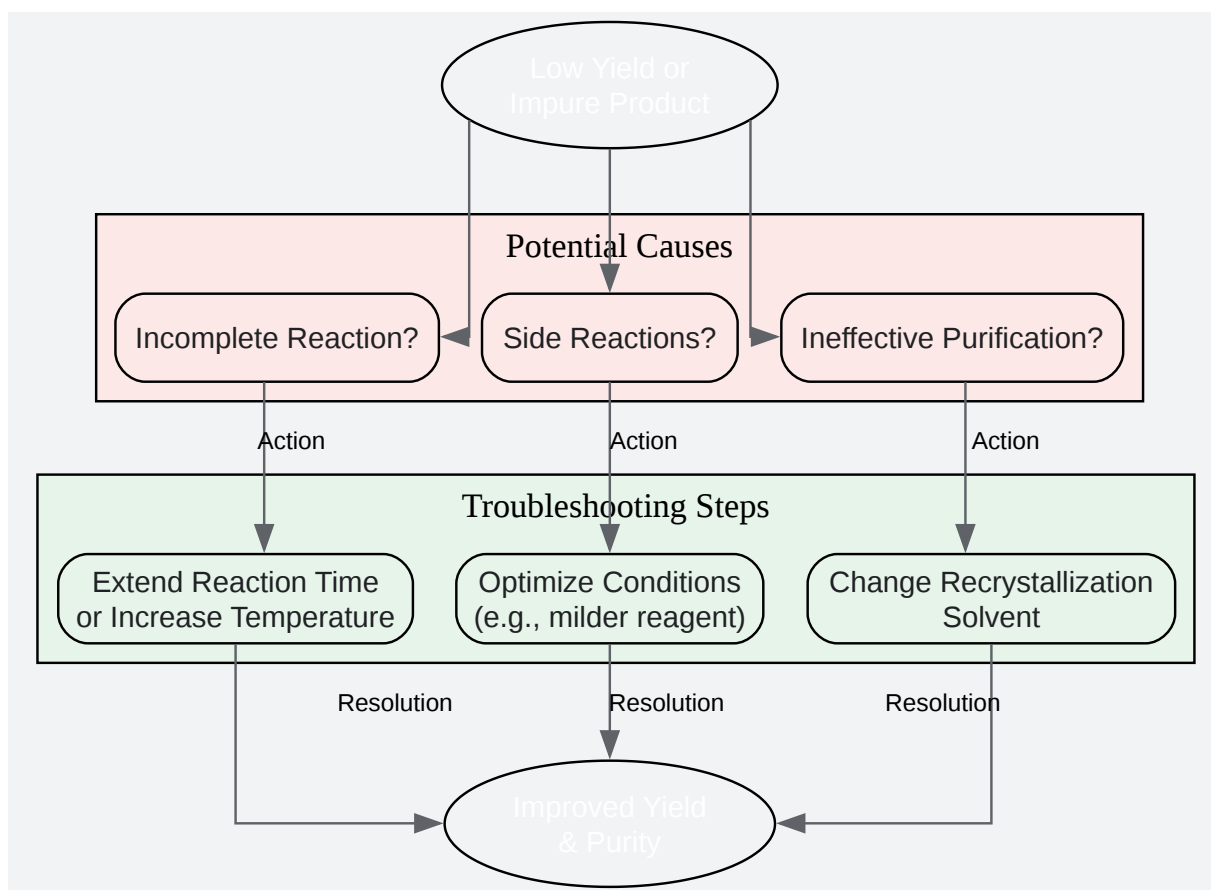 Low Yield or
Impure Product
Potential Causes
Incomplete Reaction?
Side Reactions?
Ineffective Purification?
Action
Action
Action
Troubleshooting Steps
Extend Reaction Time
or Increase Temperature
Optimize Conditions
(e.g., milder reagent)
Change Recrystallization
Solvent
Resolution
Resolution
Resolution
Improved Yield
& Purity